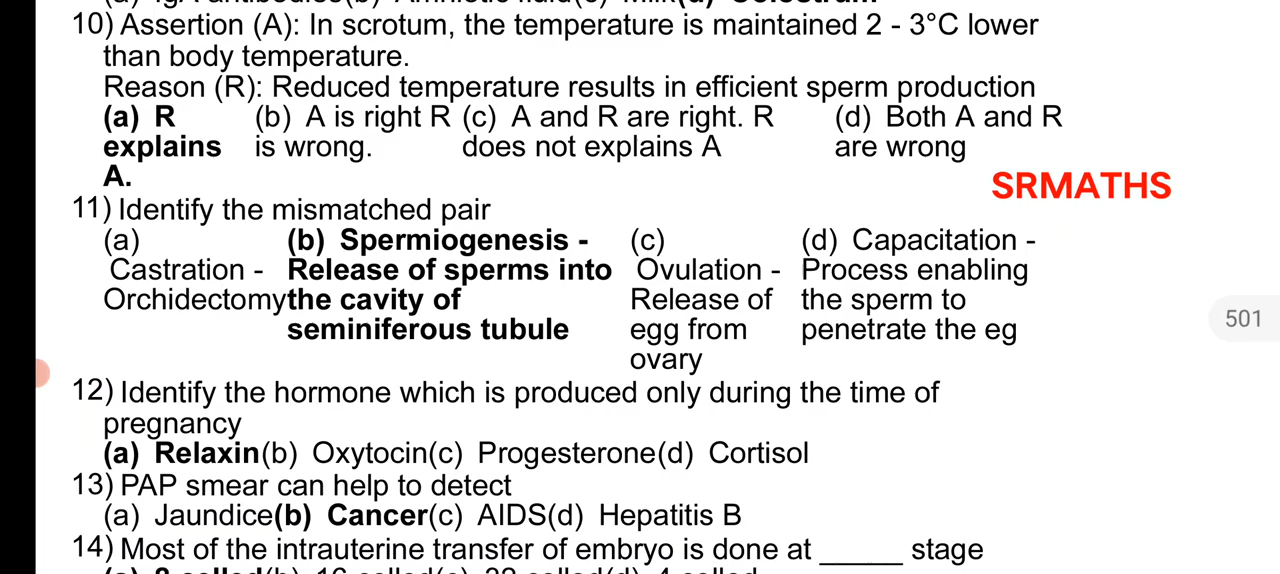 10) Assertion (A): In scrotum, the temperature is maintained 2 - 3°C lower
than body temperature.
Reason (R): Reduced temperature results in efficient sperm production
(a) R (b) A is right R (c) A and R are right. R (d) Both A and R
explains is wrong. does not explains A are wrong
A.
SRMATHS
11) Identify the mismatched pair
(a) (b) Spermiogenesis - (c) (d) Capacitation -
Castration - Release of sperms into Ovulation - Process enabling
Orchidectomy the cavity of Release of the sperm to
seminiferous tubule egg from penetrate the eg
501
ovary
12) Identify the hormone which is produced only during the time of
pregnancy
(a) Relaxin(b) Oxytocin(c) Progesterone(d) Cortisol
13) PAP smear can help to detect
(a) Jaundice(b) Cancer(c) AIDS(d) Hepatitis B
14) Most of the intrauterine transfer of embryo is done at ______ stage